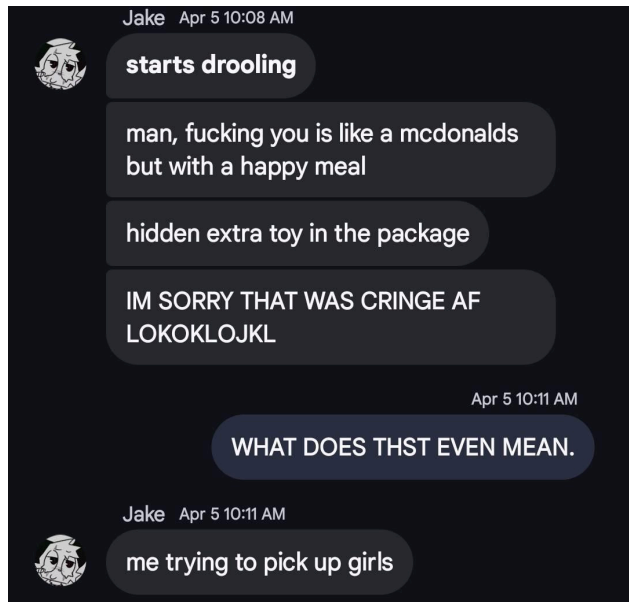 Jake Apr 5 10:08 AM
starts drooling
man, fucking you is like a mcdonalds
but with a happy meal
hidden extra toy in the package
IM SORRY THAT WAS CRINGE AF
LOKOKLOJKL
Apr 5 10:11 AM
WHAT DOES THST EVEN MEAN.
Jake Apr 5 10:11 AM
me trying to pick up girls